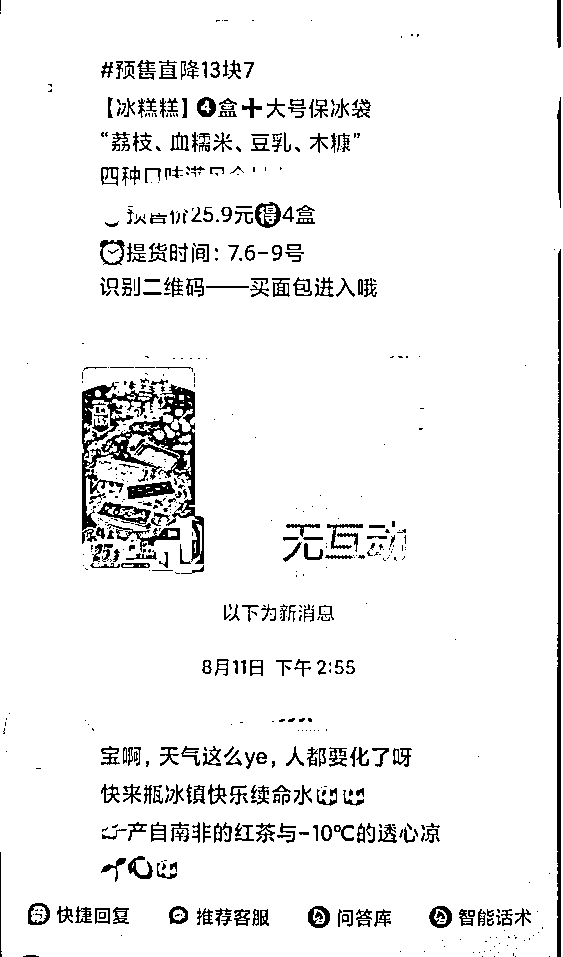 #预售直降13块7
【冰糕糕】❹盒➕大号保冰袋
“荔枝、血糯米、豆乳、木糠”
四种口味满足
预售价25.9元🉐4盒
⏰提货时间：7.6-9号
识别二维码——买面包进入哦
无互动
以下为新消息
8月11日 下午 2:55
宝啊，天气这么ye，人都要化了呀
快来瓶冰镇快乐续命水
👉产自南非的红茶与-10℃的透心凉
快捷回复
推荐客服
问答库
智能话术